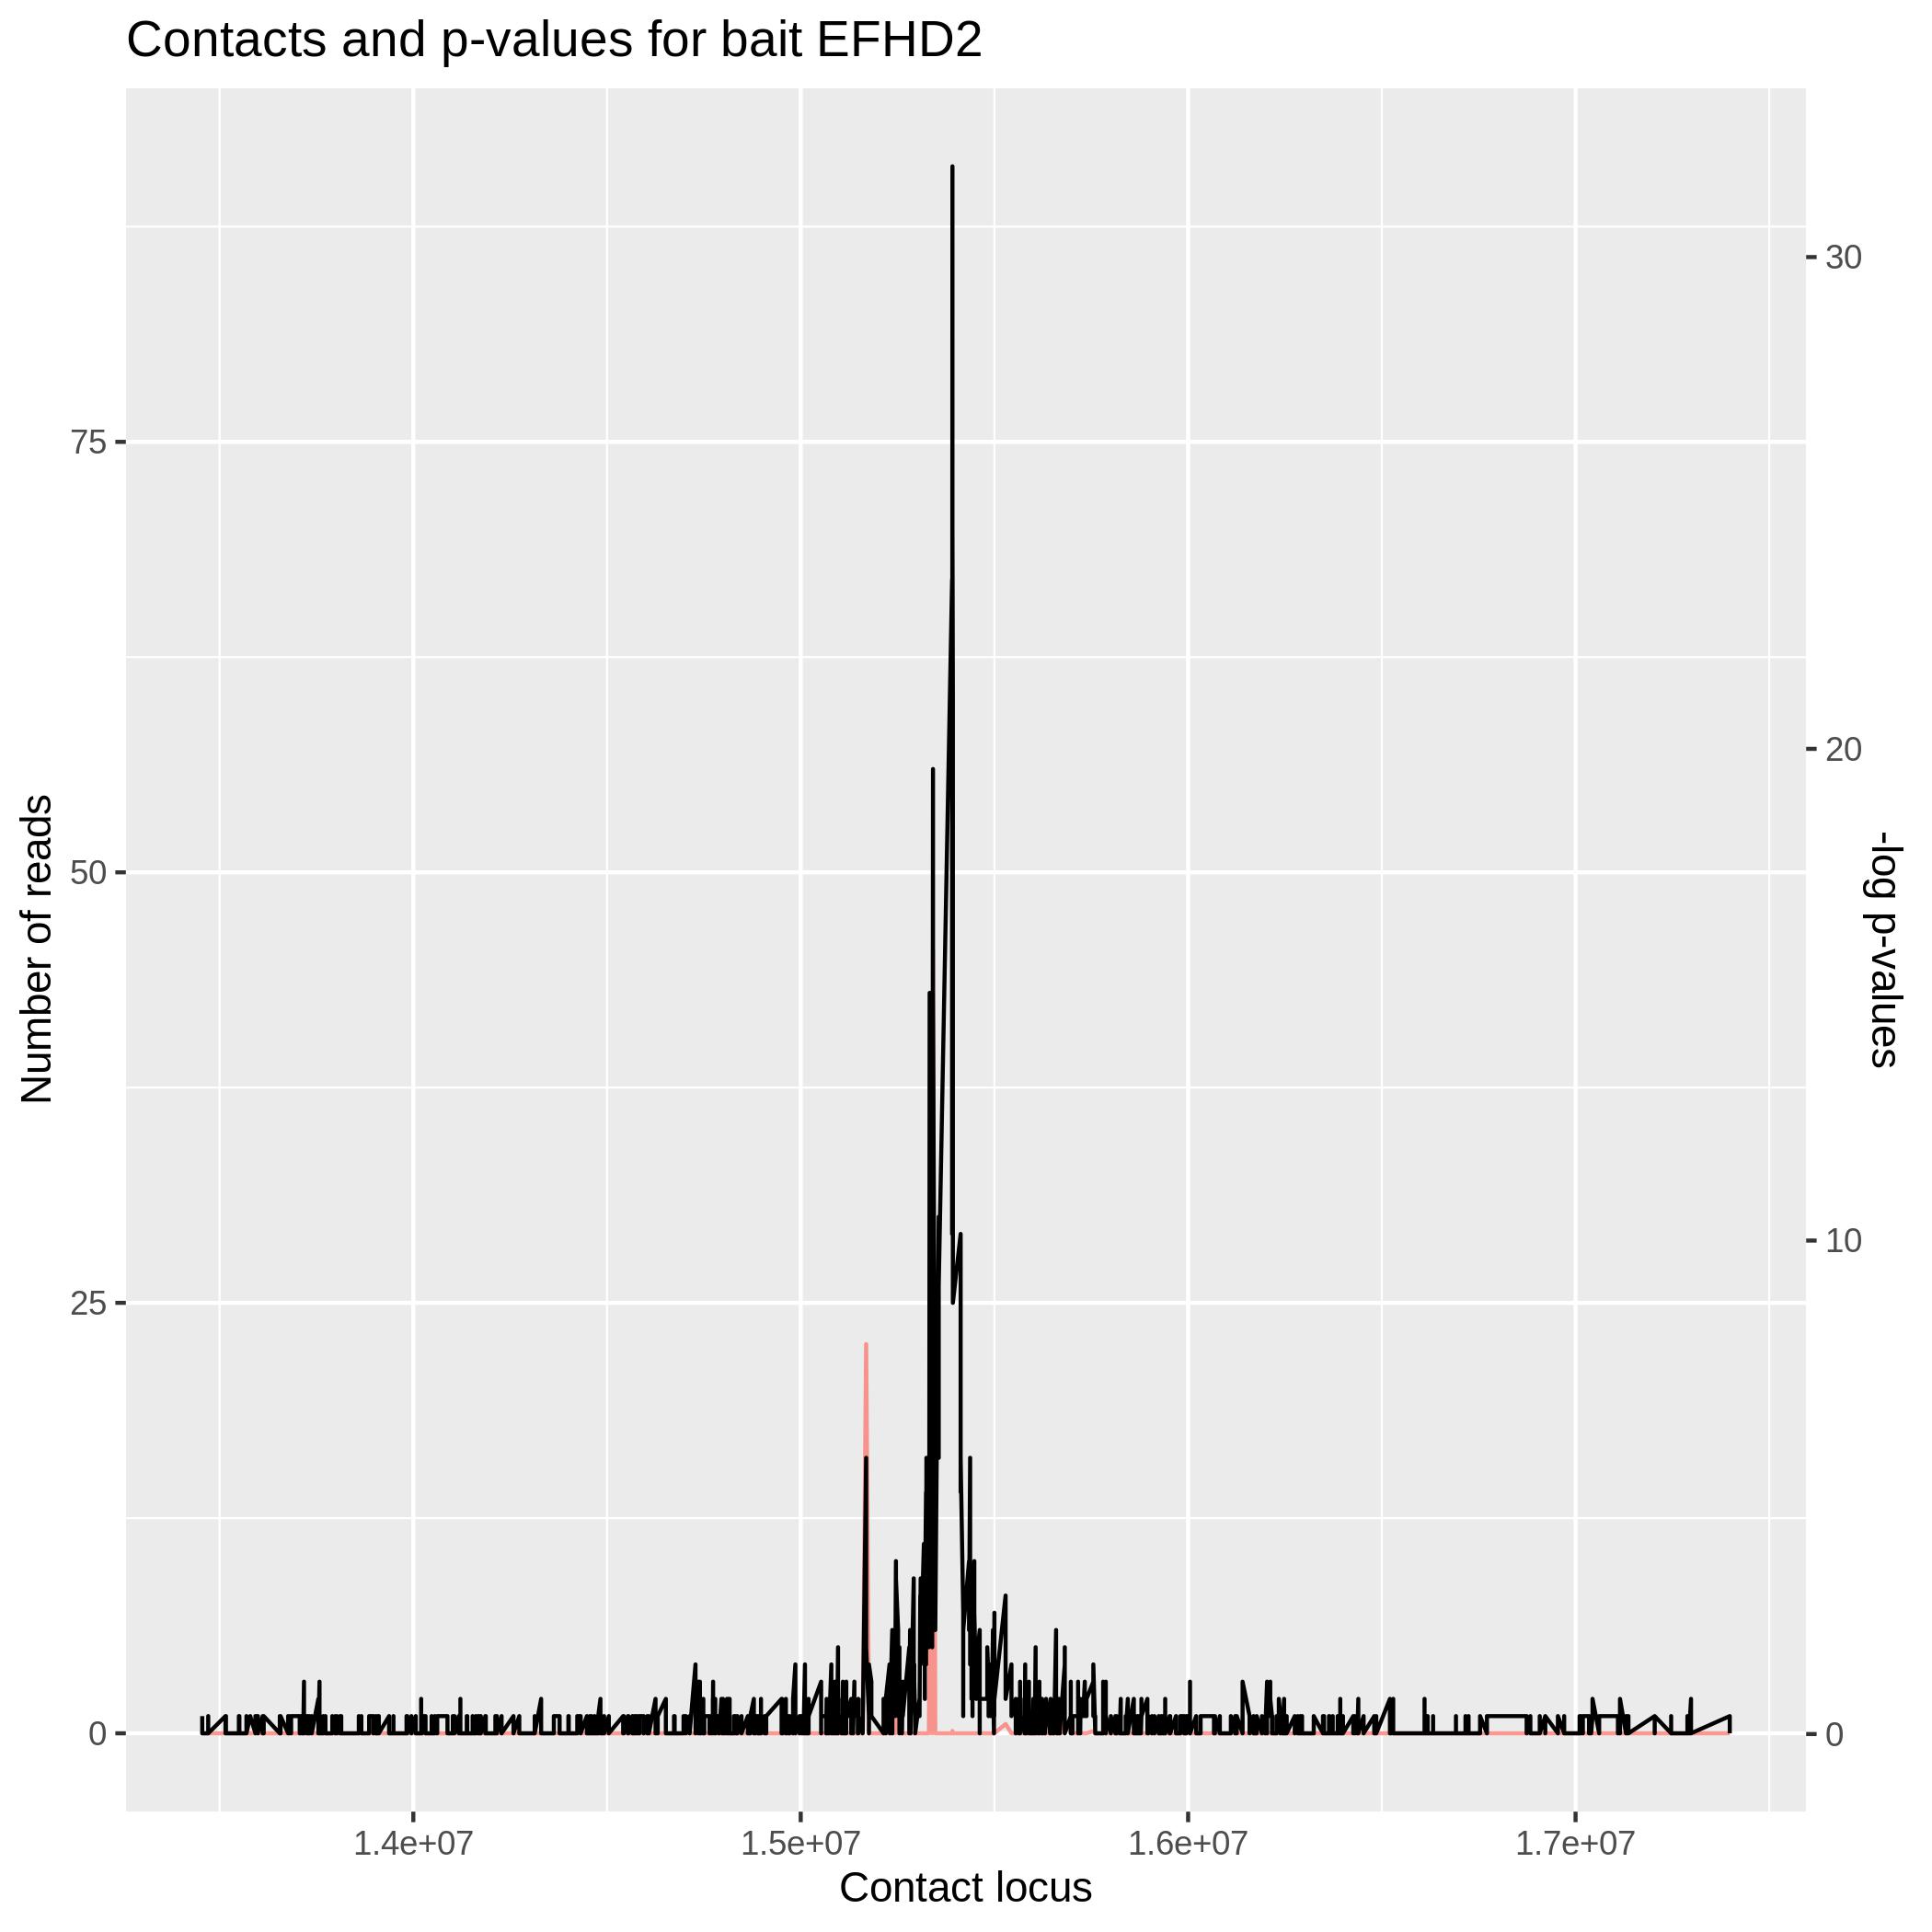 Contacts and p-values for bait EFHD2
Number of reads
75
50
25
0
30
20
10
0
-log p-values
1.4e+07 1.5e+07 1.6e+07 1.7e+07
Contact locus